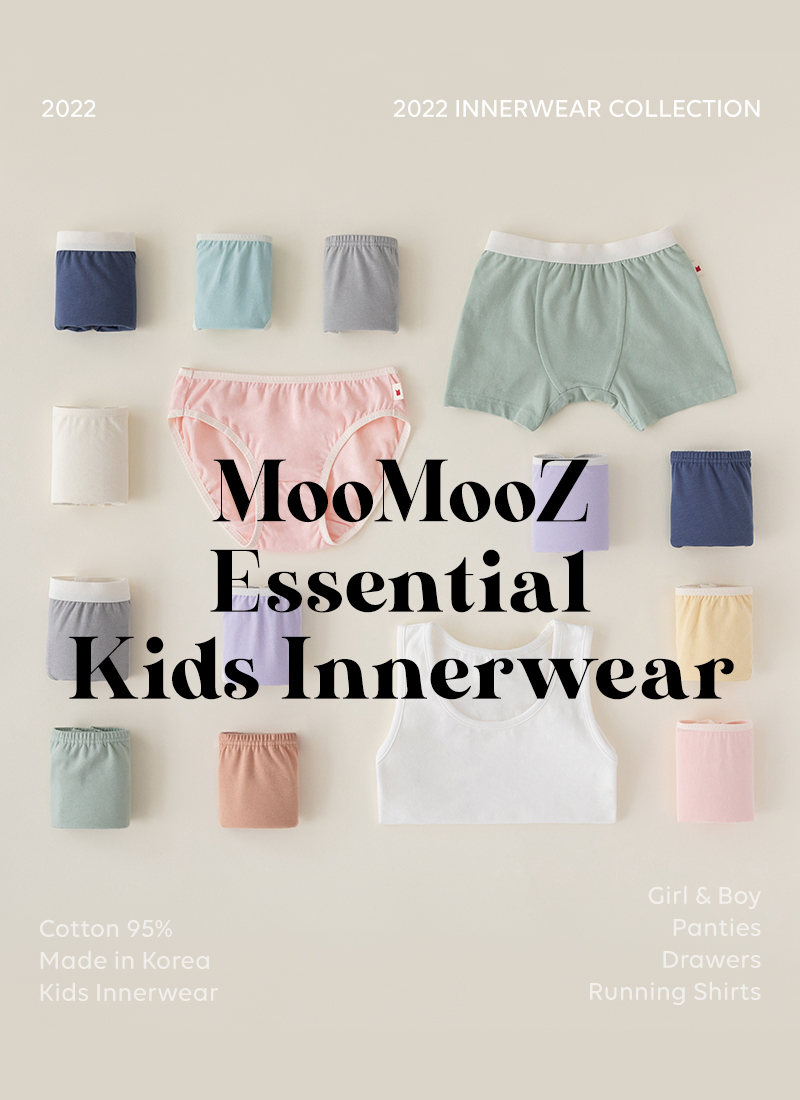 2022
2022 INNERWEAR COLLECTION
MooMooZ
Essential
Kids Innerwear
Cotton 95%
Made in Korea
Kids Innerwear
Girl & Boy
Panties
Drawers
Running Shirts